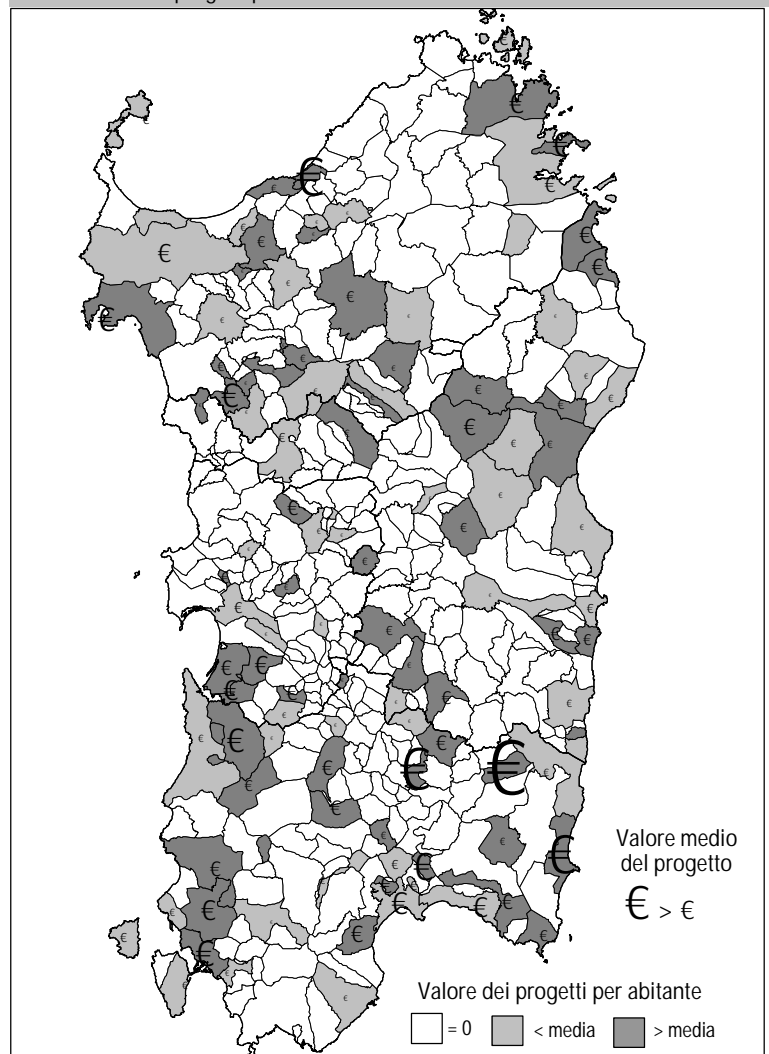 Valore medio
del progetto
€ > €
Valore dei progetti per abitante
= 0 < media > media